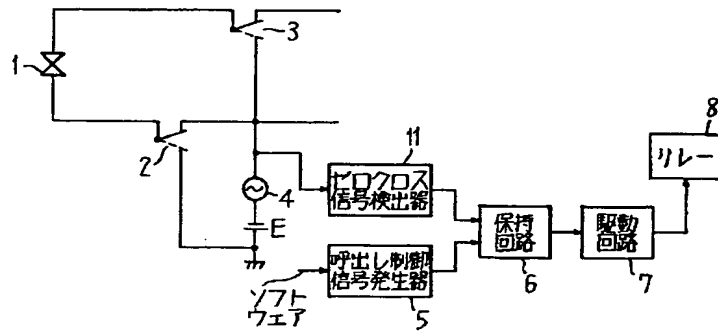 3
1
8
リレー
2
11
ゼロクロス
信号検出器
4
E
保持
回路
駆動
回路
6
7
呼出し制御
信号発生器
ソフト
ウェア
5